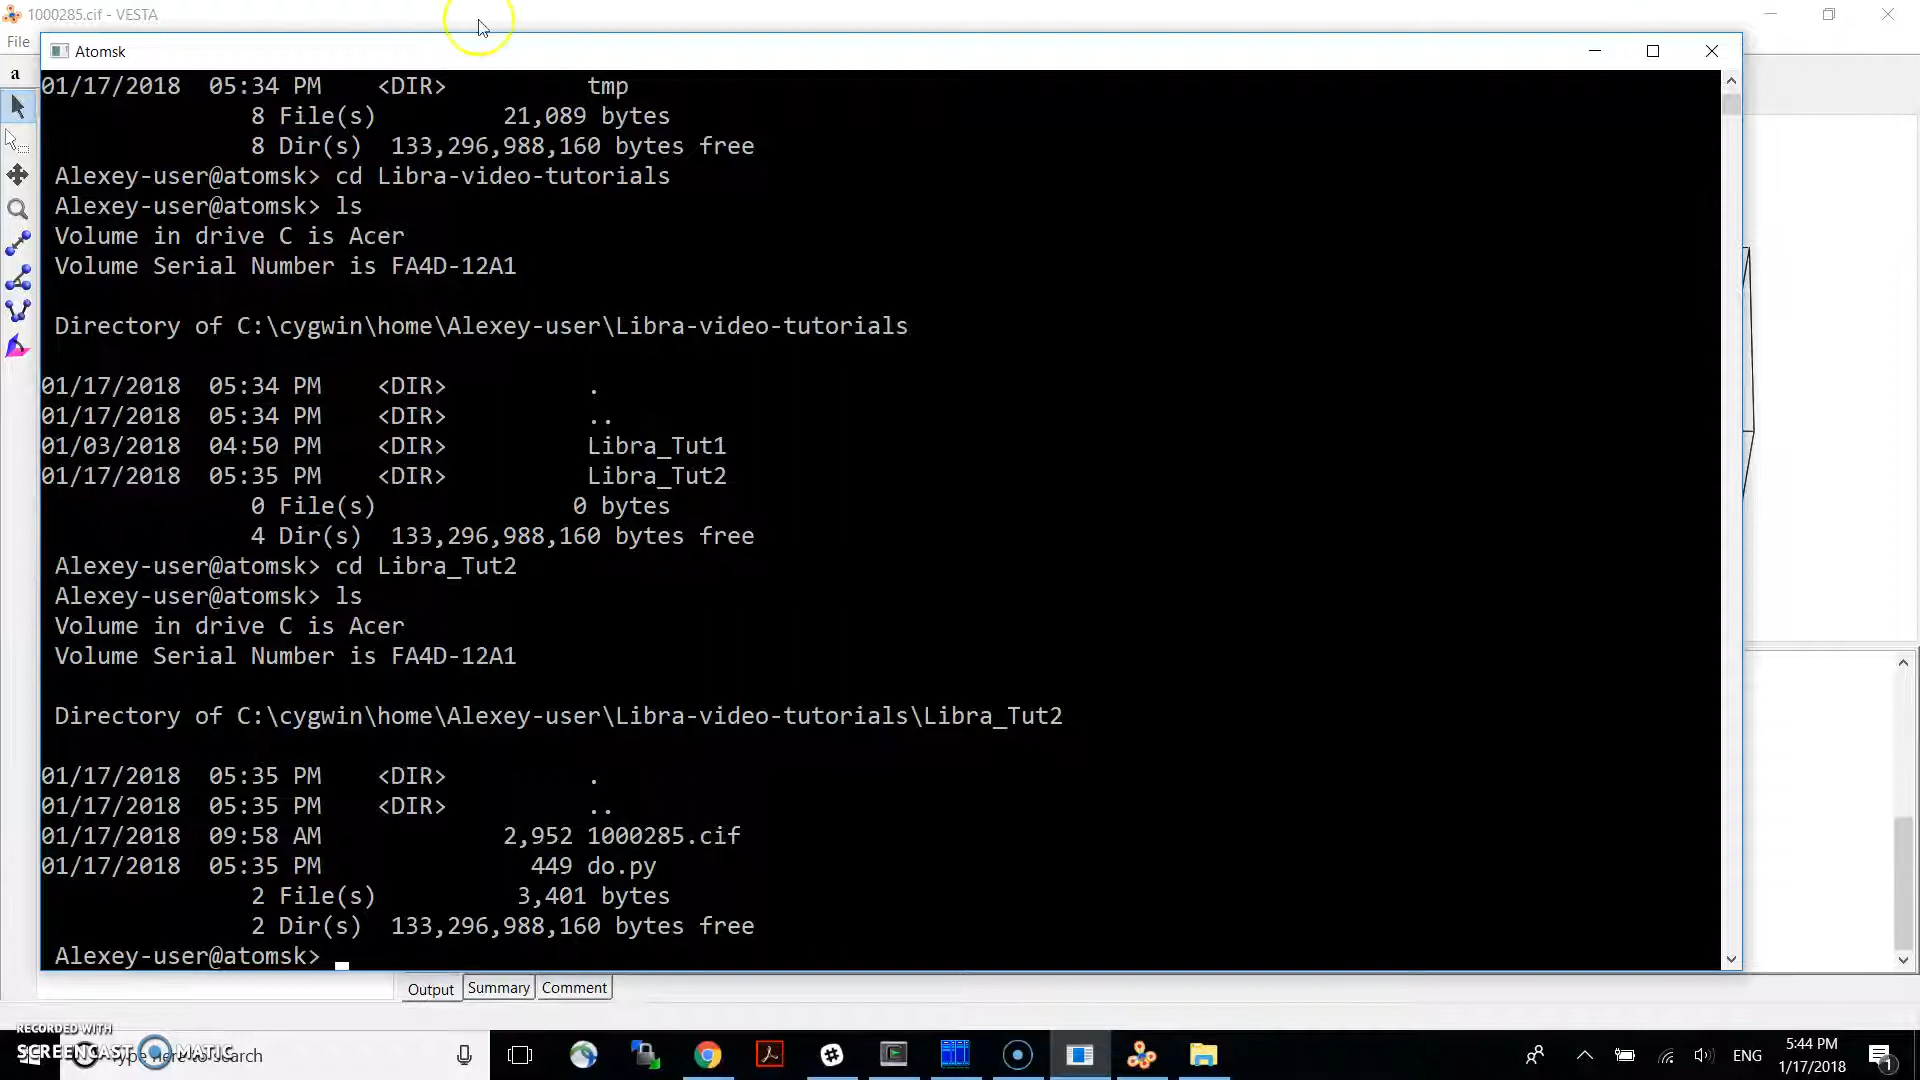 1000285.cif - VESTA
File
Atomsk
a
01/17/2018  05:34 PM    <DIR>          tmp
8 File(s)         21,089 bytes
8 Dir(s)  133,296,988,160 bytes free
Alexey-user@atomsk> cd Libra-video-tutorials
Alexey-user@atomsk> ls
Volume in drive C is Acer
Volume Serial Number is FA4D-12A1
Directory of C:\cygwin\home\Alexey-user\Libra-video-tutorials
01/17/2018  05:34 PM    <DIR>          .
01/17/2018  05:34 PM    <DIR>          ..
01/03/2018  04:50 PM    <DIR>          Libra_Tut1
01/17/2018  05:35 PM    <DIR>          Libra_Tut2
0 File(s)              0 bytes
4 Dir(s)  133,296,988,160 bytes free
Alexey-user@atomsk> cd Libra_Tut2
Alexey-user@atomsk> ls
Volume in drive C is Acer
Volume Serial Number is FA4D-12A1
Directory of C:\cygwin\home\Alexey-user\Libra-video-tutorials\Libra_Tut2
01/17/2018  05:35 PM    <DIR>          .
01/17/2018  05:35 PM    <DIR>          ..
01/17/2018  09:58 AM             2,952 1000285.cif
01/17/2018  05:35 PM               449 do.py
2 File(s)          3,401 bytes
2 Dir(s)  133,296,988,160 bytes free
Alexey-user@atomsk>
Output Summary Comment
RECORDED WITH
SCREENCAST MATIC
Type here to search
ENG
5:44 PM
1/17/2018
1